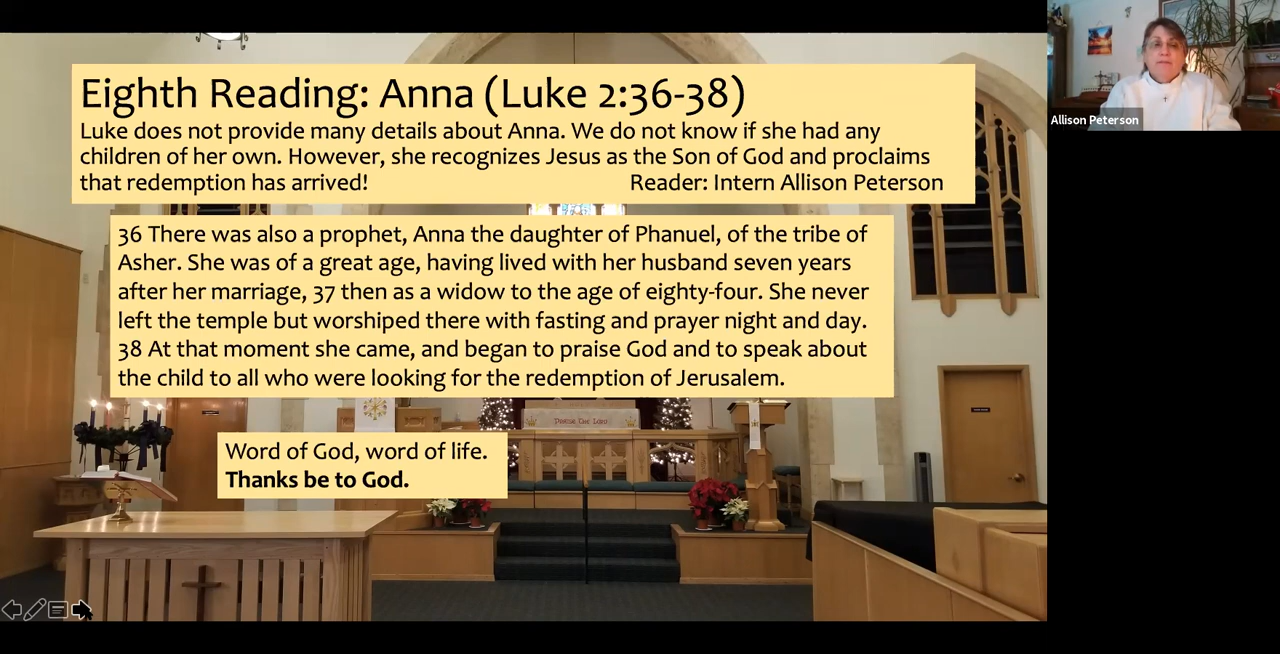 Eighth Reading: Anna (Luke 2:36-38)
Luke does not provide many details about Anna. We do not know if she had any
children of her own. However, she recognizes Jesus as the Son of God and proclaims
that redemption has arrived! Reader: Intern Allison Peterson
36 There was also a prophet, Anna the daughter of Phanuel, of the tribe of
Asher. She was of a great age, having lived with her husband seven years
after her marriage, 37 then as a widow to the age of eighty-four. She never
left the temple but worshiped there with fasting and prayer night and day.
38 At that moment she came, and began to praise God and to speak about
the child to all who were looking for the redemption of Jerusalem.
Praise The Lord
Word of God, word of life.
Thanks be to God.
Allison Peterson